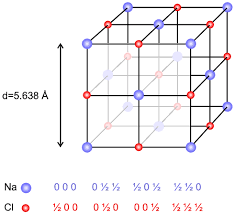 d=5.638 Å
Na 0 0 0 0 ½ ½ ½ 0 ½ ½ ½ 0
Cl ½ 0 0 0 ½ 0 0 0 ½ ½ ½ ½